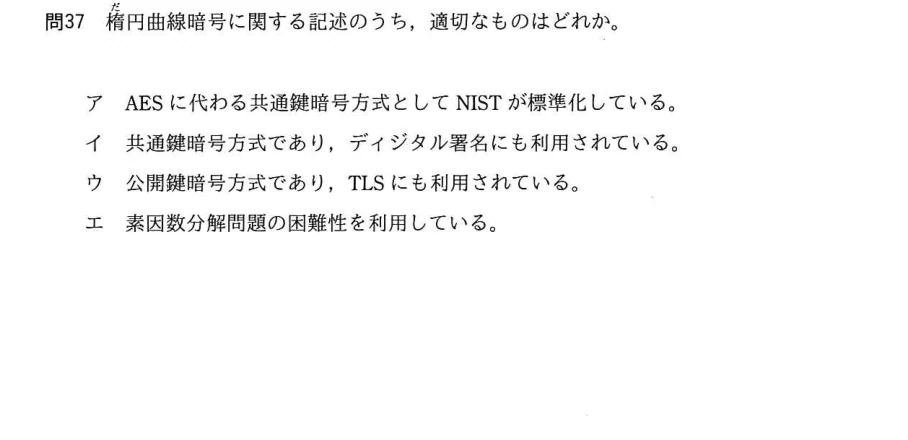 問37 楕円曲線暗号に関する記述のうち，適切なものはどれか。
ア AES に代わる共通鍵暗号方式として NIST が標準化している。
イ 共通鍵暗号方式であり，ディジタル署名にも利用されている。
ウ 公開鍵暗号方式であり，TLS にも利用されている。
エ 素因数分解問題の困難性を利用している。